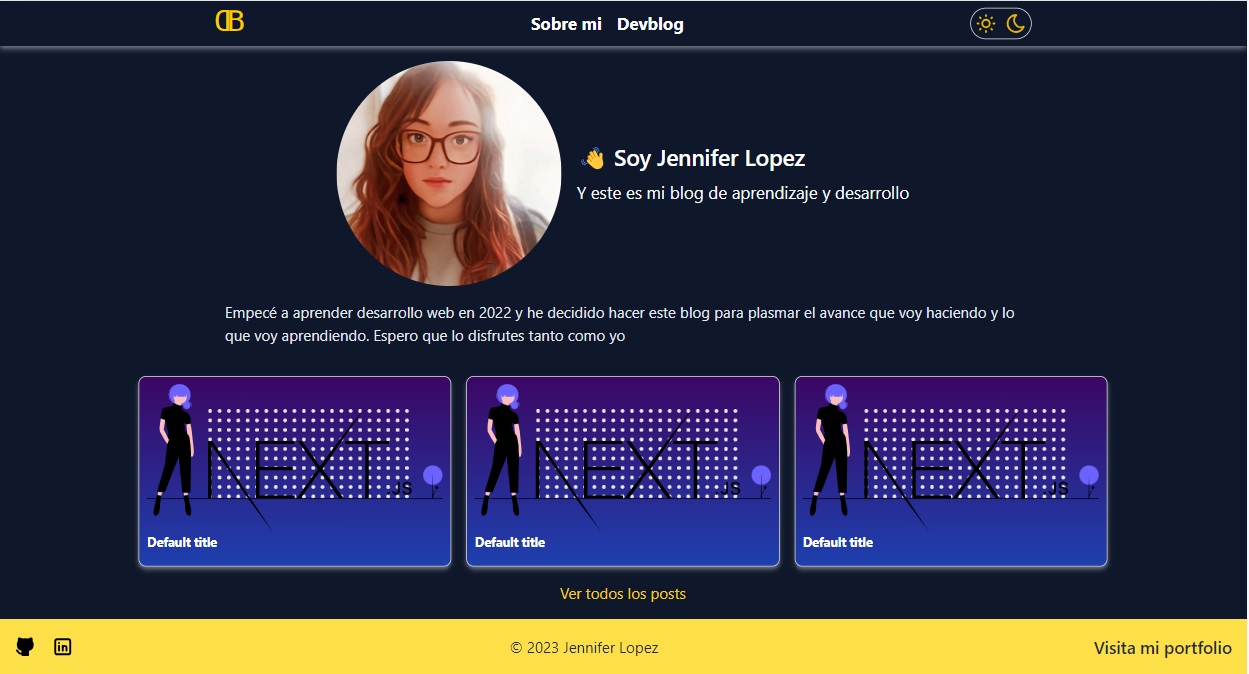 DB
Sobre mi Devblog
👋 Soy Jennifer Lopez
Y este es mi blog de aprendizaje y desarrollo
Empecé a aprender desarrollo web en 2022 y he decidido hacer este blog para plasmar el avance que voy haciendo y lo
que voy aprendiendo. Espero que lo disfrutes tanto como yo
NEXT.JS NEXT.JS NEXT.JS
Default title Default title Default title
Ver todos los posts
in © 2023 Jennifer Lopez Visita mi portfolio